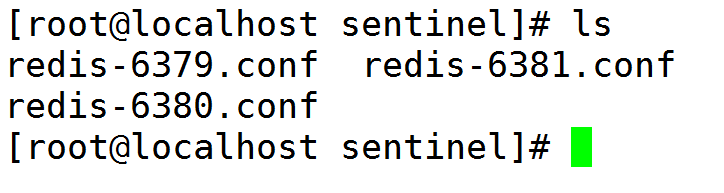 [root@localhost sentinel]# ls
redis-6379.conf  redis-6381.conf
redis-6380.conf
[root@localhost sentinel]#